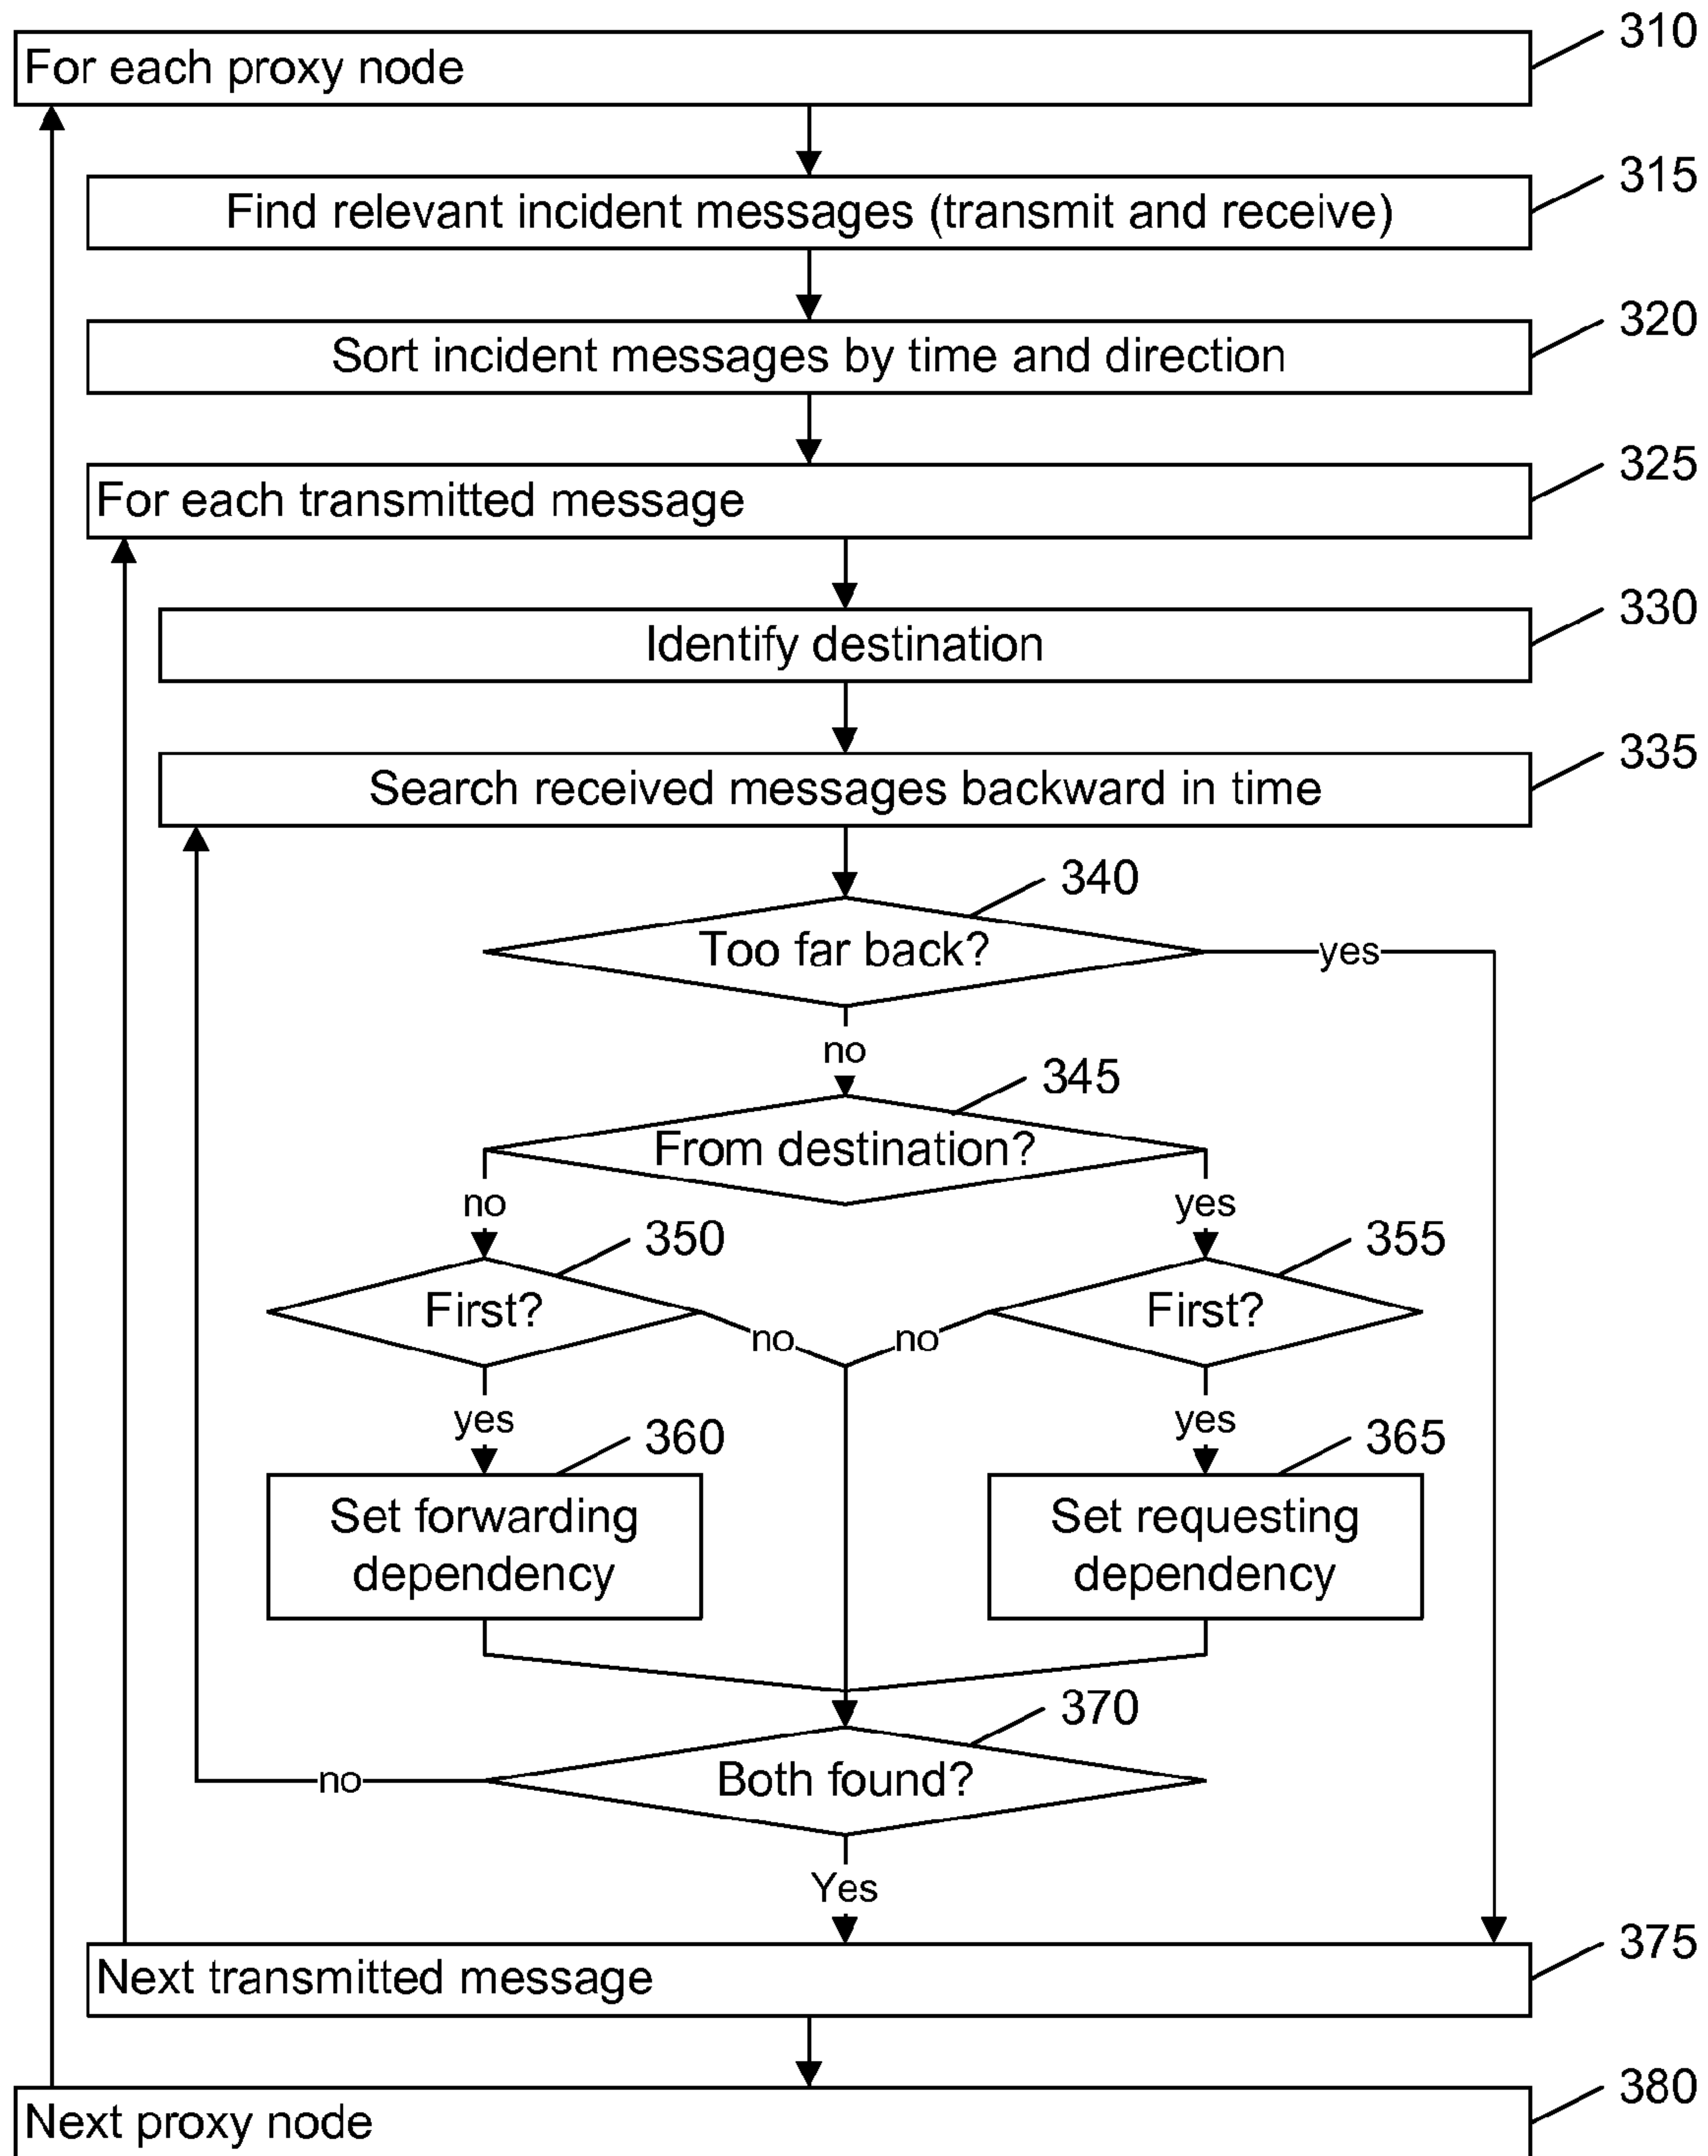 310
For each proxy node
315
Find relevant incident messages (transmit and receive)
320
Sort incident messages by time and direction
325
For each transmitted message
330
Identify destination
335
Search received messages backward in time
340
Too far back?
yes
no
345
From destination?
no
yes
350
355
First?
First?
no
no
yes
yes
360
365
Set forwarding
dependency
Set requesting
dependency
370
Both found?
no
Yes
375
Next transmitted message
380
Next proxy node